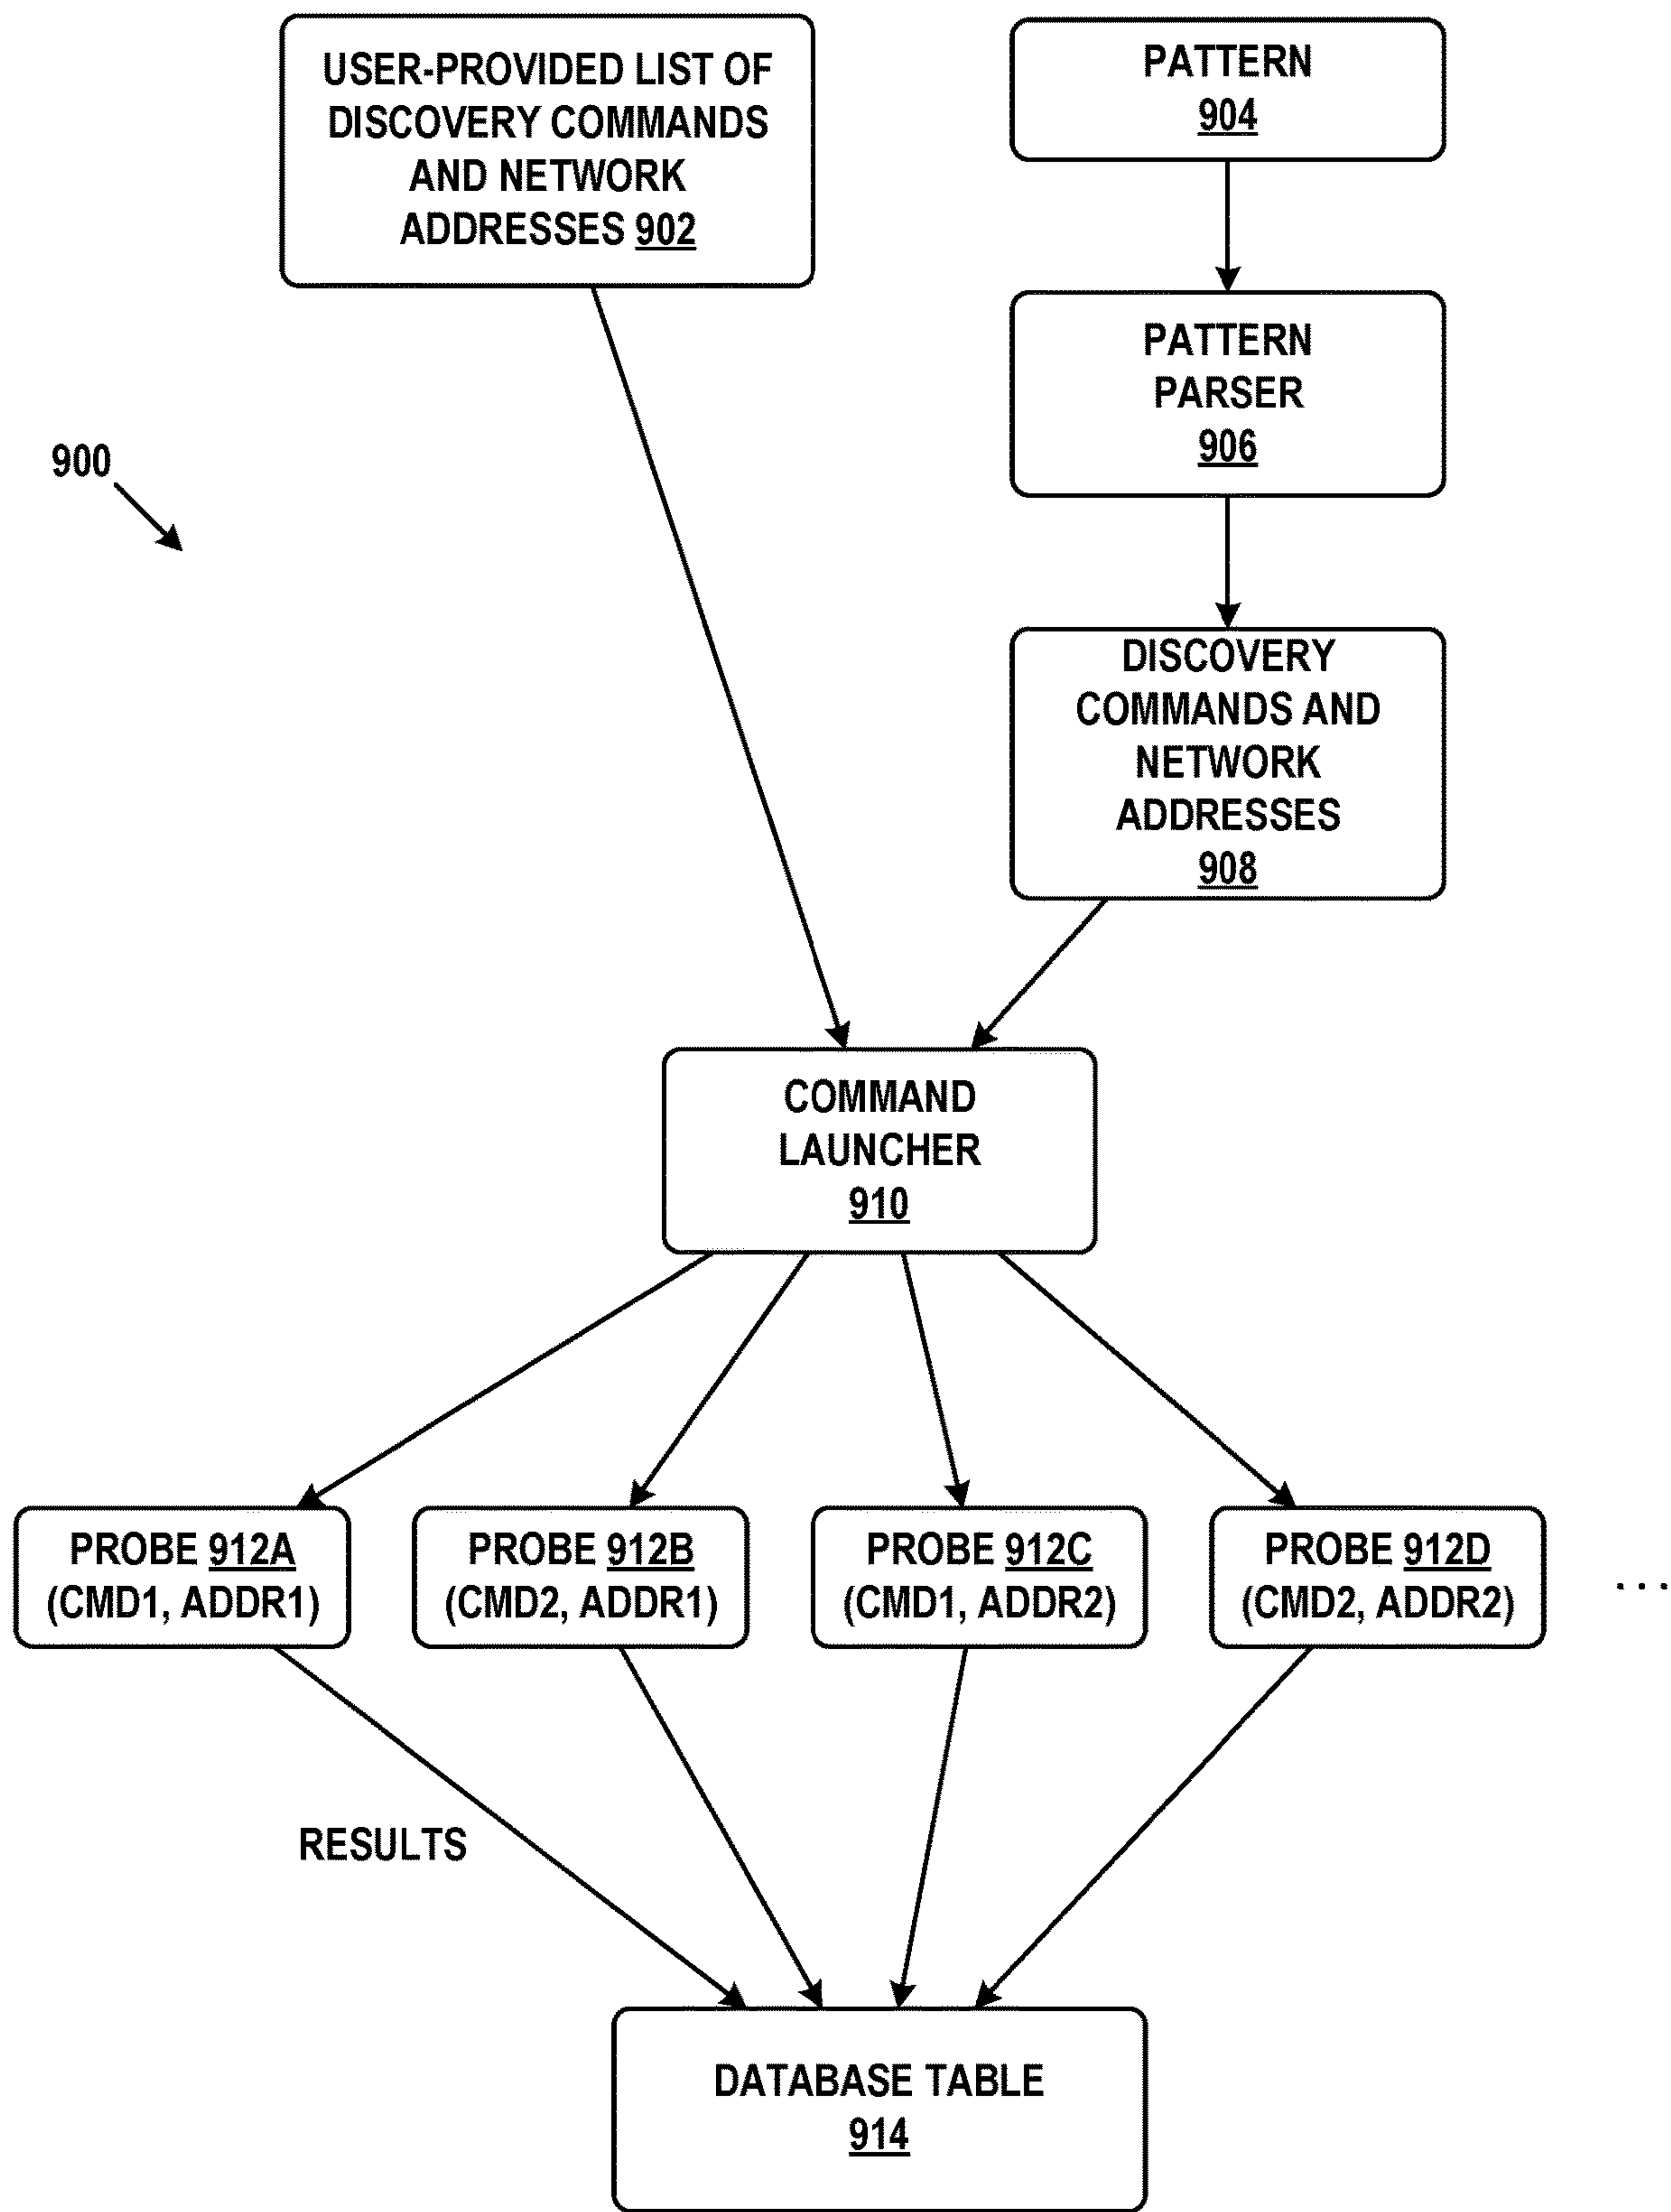 USER-PROVIDED LIST OF
DISCOVERY COMMANDS
AND NETWORK
ADDRESSES 902
PATTERN
904
PATTERN
PARSER
906
900
DISCOVERY
COMMANDS AND
NETWORK
ADDRESSES
908
COMMAND
LAUNCHER
910
PROBE 912A
(CMD1, ADDR1)
PROBE 912B
(CMD2, ADDR1)
PROBE 912C
(CMD1, ADDR2)
PROBE 912D
(CMD2, ADDR2)
...
RESULTS
DATABASE TABLE
914